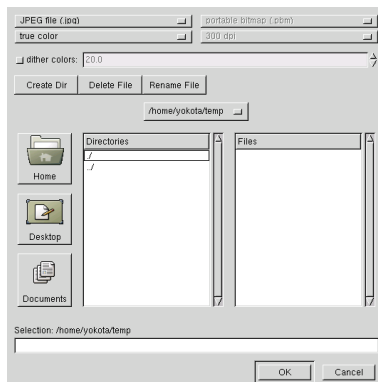 JPEG file (.jpg)
portable bitmap (.pbm)
true color
300 dpi
dither colors: 20.0
Create Dir Delete File Rename File
/home/yokota/temp
Directories Files
./
../
Home
Desktop
Documents
Selection: /home/yokota/temp
OK Cancel